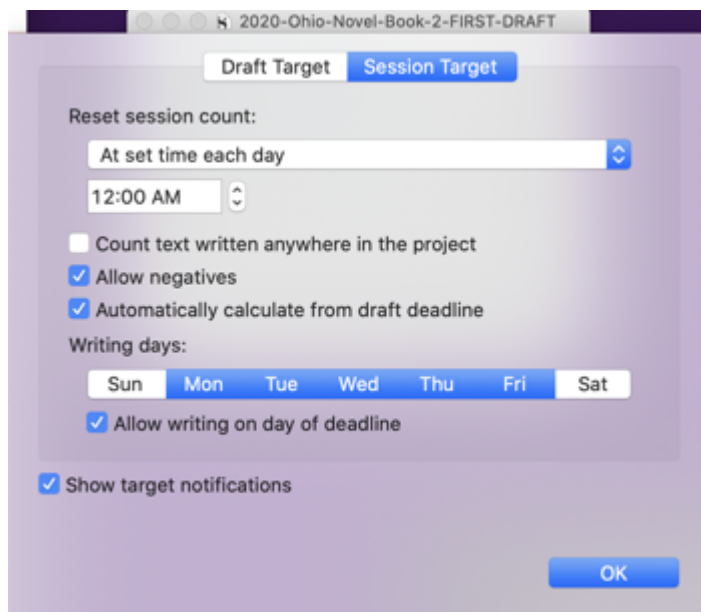 2020-Ohio-Novel-Book-2-FIRST-DRAFT
Draft Target Session Target
Reset session count:
At set time each day
12:00 AM
Count text written anywhere in the project
Allow negatives
Automatically calculate from draft deadline
Writing days:
Sun Mon Tue Wed Thu Fri Sat
Allow writing on day of deadline
Show target notifications
OK